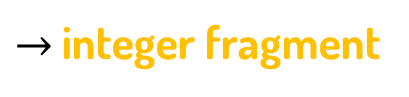 → integer fragment